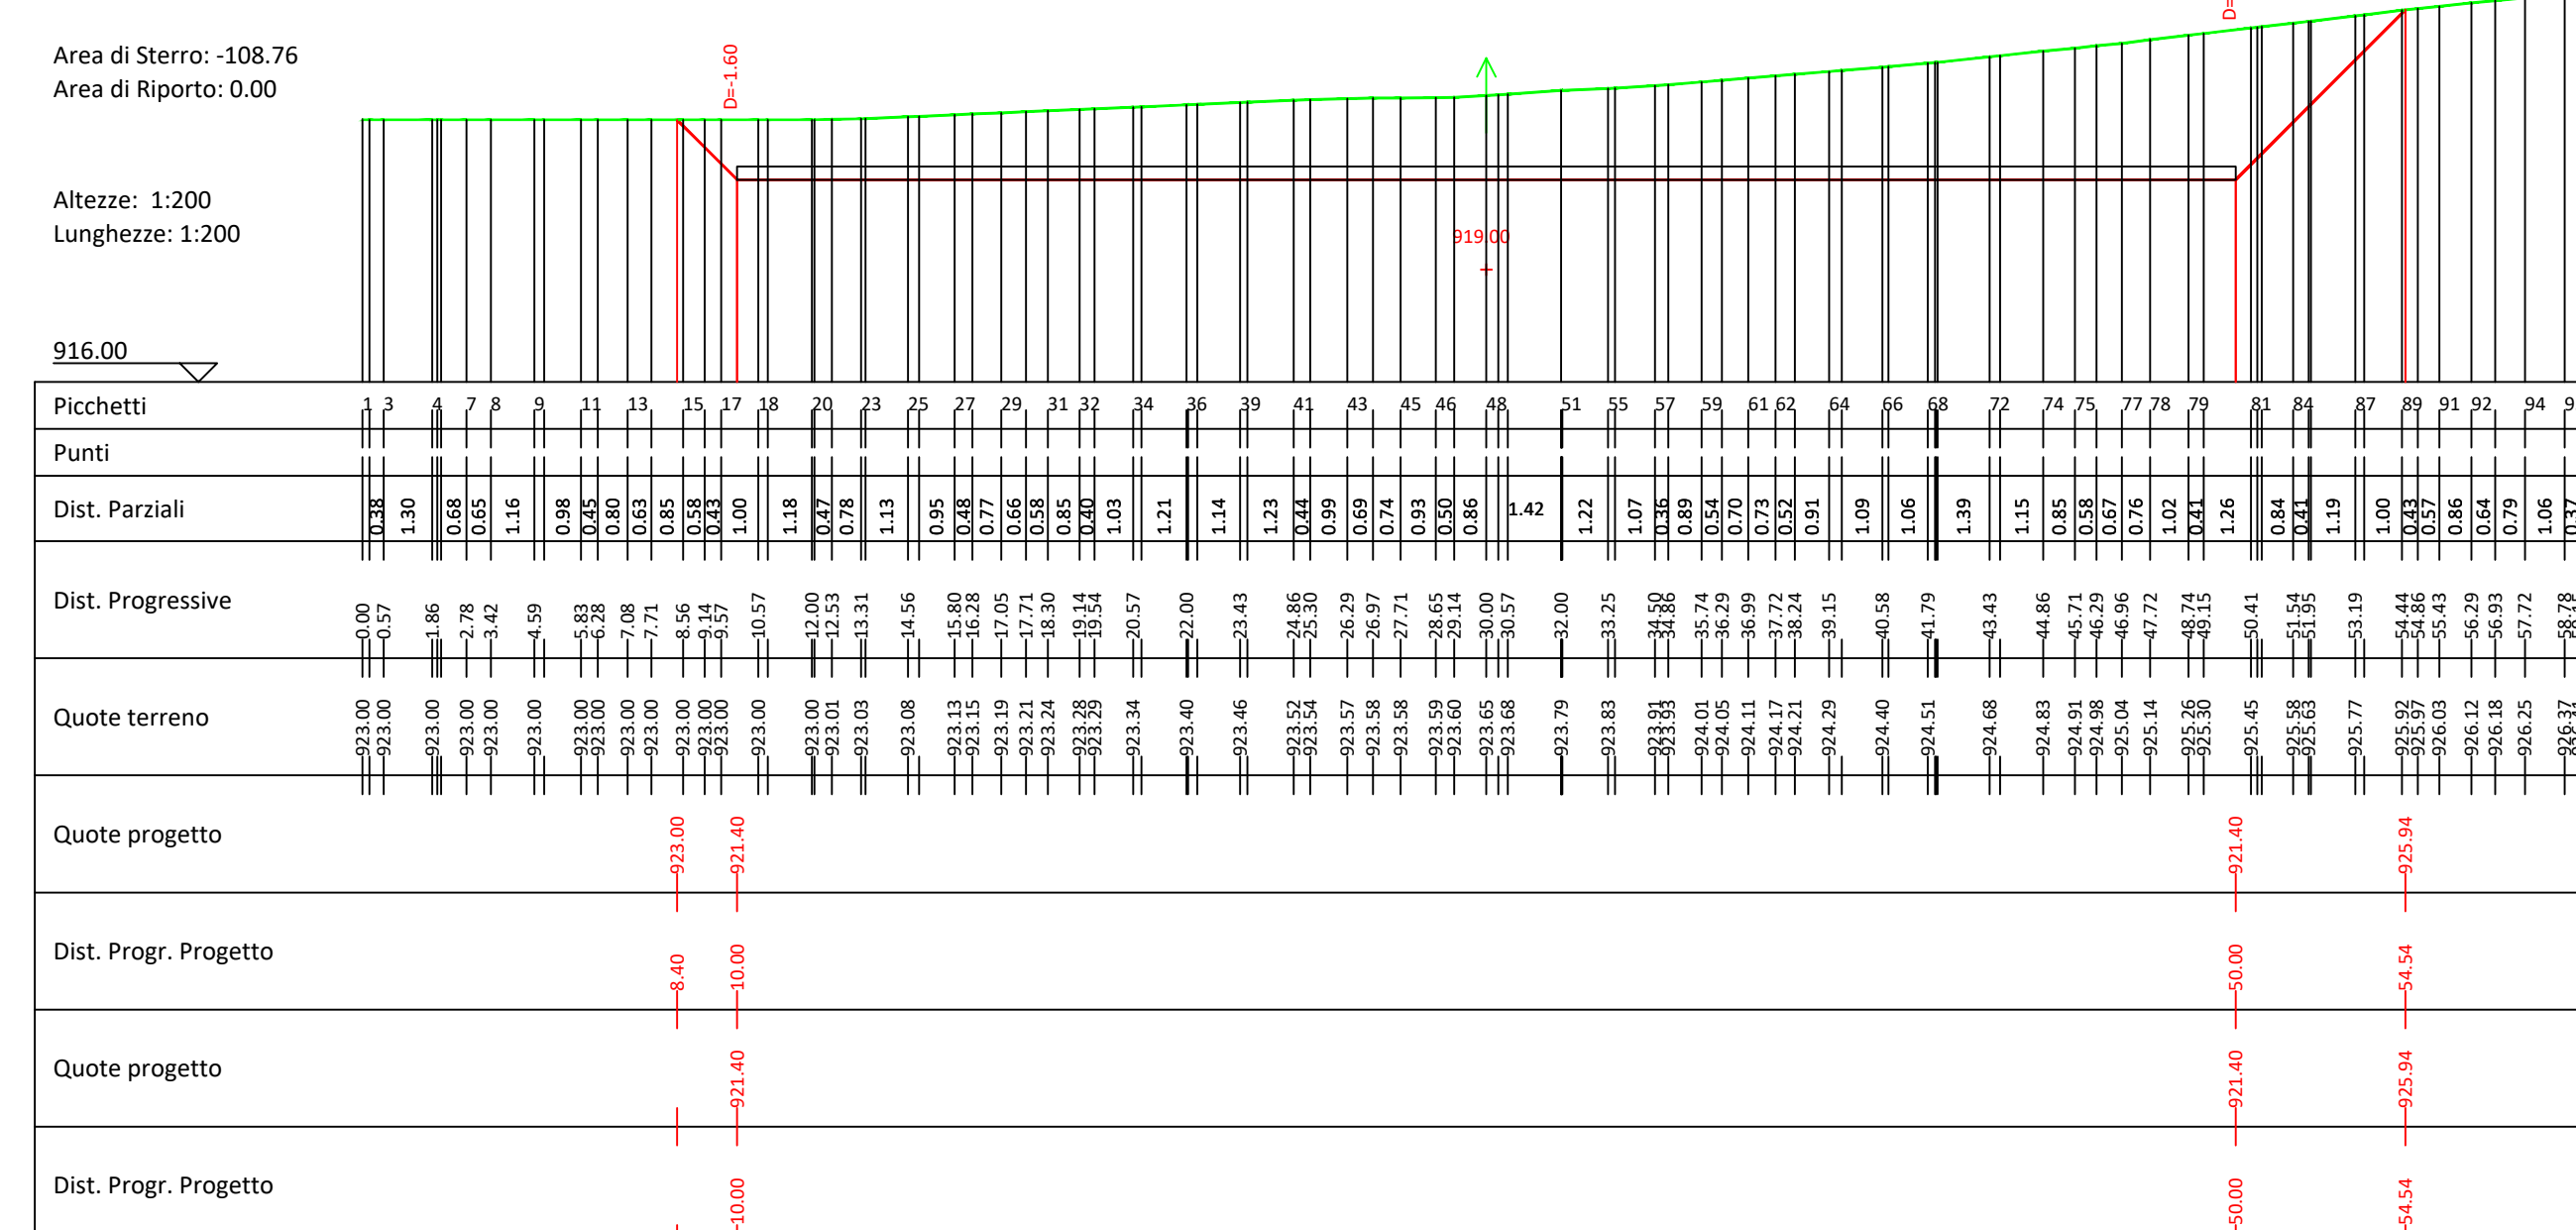 D=
D=-1.60
Area di Sterro: -108.76
Area di Riporto: 0.00
Altezze:  1:200
Lunghezze: 1:200
919.00
916.00
Picchetti 1 3 4 7 8 9 11 13 15 17 18 20 23 25 27 29 31 32 34 36 39 41 43 45 46 48 51 55 57 59 61 62 64 66 68 72 74 75 77 78 79 81 84 87 89 91 92 94
Punti
Dist. Parziali 0.38 1.30 0.68 0.65 1.16 0.98 0.45 0.80 0.63 0.85 0.58 0.43 1.00 1.18 0.47 0.78 1.13 0.95 0.48 0.77 0.66 0.58 0.85 0.40 1.03 1.21 1.14 1.23 0.44 0.99 0.69 0.74 0.93 0.50 0.86 1.42 1.22 1.07 0.36 0.89 0.54 0.70 0.73 0.52 0.91 1.09 1.06 1.39 1.15 0.85 0.58 0.67 0.76 1.02 0.41 1.26 0.84 0.41 1.19 1.00 0.43 0.57 0.86 0.64 0.79 1.06 0.37
Dist. Progressive 0.00 0.57 1.86 2.78 3.42 4.59 5.83 6.28 7.08 7.71 8.56 9.14 9.57 10.57 12.00 12.53 13.31 14.56 15.80 16.28 17.05 17.71 18.30 19.14 19.54 20.57 22.00 23.43 24.86 25.30 26.29 26.97 27.71 28.65 29.14 30.00 30.57 32.00 33.25 34.50 34.86 35.74 36.29 36.99 37.72 38.24 39.15 40.58 41.79 43.43 44.86 45.71 46.29 46.96 47.72 48.74 49.15 50.41 51.54 51.95 53.19 54.44 54.86 55.43 56.29 56.93 57.72 58.78
Quote terreno 923.00 923.00 923.00 923.00 923.00 923.00 923.00 923.00 923.00 923.00 923.00 923.00 923.00 923.00 923.00 923.01 923.03 923.08 923.13 923.15 923.19 923.21 923.24 923.28 923.29 923.34 923.40 923.46 923.52 923.54 923.57 923.58 923.58 923.59 923.60 923.65 923.68 923.79 923.83 923.91 923.93 924.01 924.05 924.11 924.17 924.21 924.29 924.40 924.51 924.68 924.83 924.91 924.98 925.04 925.14 925.26 925.30 925.45 925.58 925.63 925.77 925.92 925.97 926.03 926.12 926.18 926.25 926.37
Quote progetto 923.00 921.40 921.40 925.94
Dist. Progr. Progetto 8.40 10.00 50.00 54.54
Quote progetto 921.40 921.40 925.94
Dist. Progr. Progetto 10.00 50.00 54.54